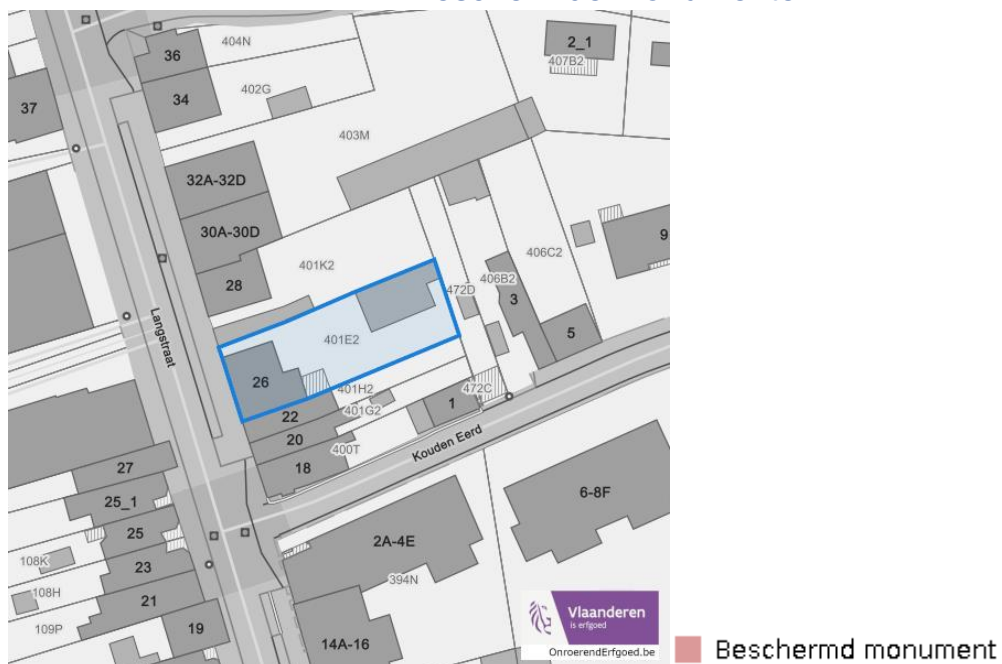 36
404N
2_1
407B2
34
402G
37
403M
32A-32D
30A-30D
401K2
406C2
9
28
472D
406B2
3
Langstraat
401E2
5
26
401H2
472C
22
401G2
1
20
400T
Kouden Eerd
18
27
25_1
6-8F
25
2A-4E
108K
23
394N
108H
21
109P
19
14A-16
Vlaanderen
is erfgoed
OnroerendErfgoed.be
Beschermd monument